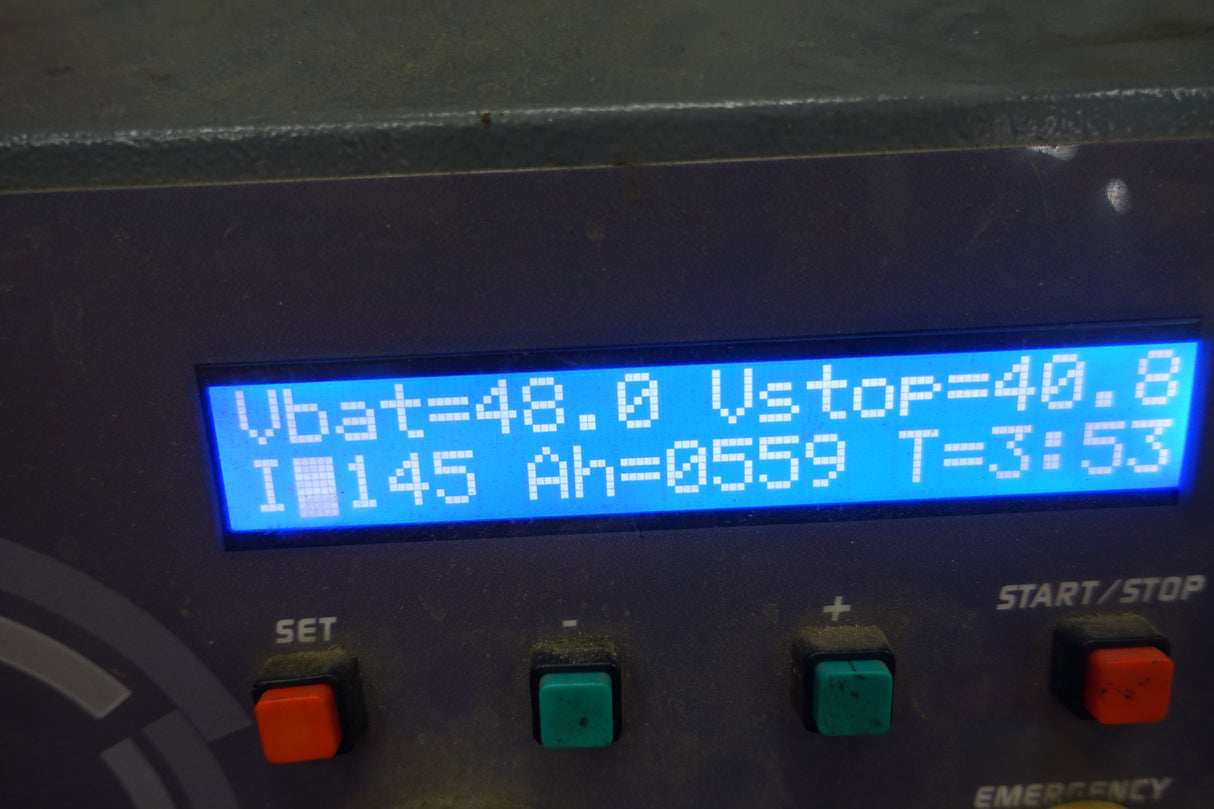 Vbat=48.0 Vstop=40.8
I█145 Ah=0559 T=3:53
SET - + START/STOP
EMERGENCY